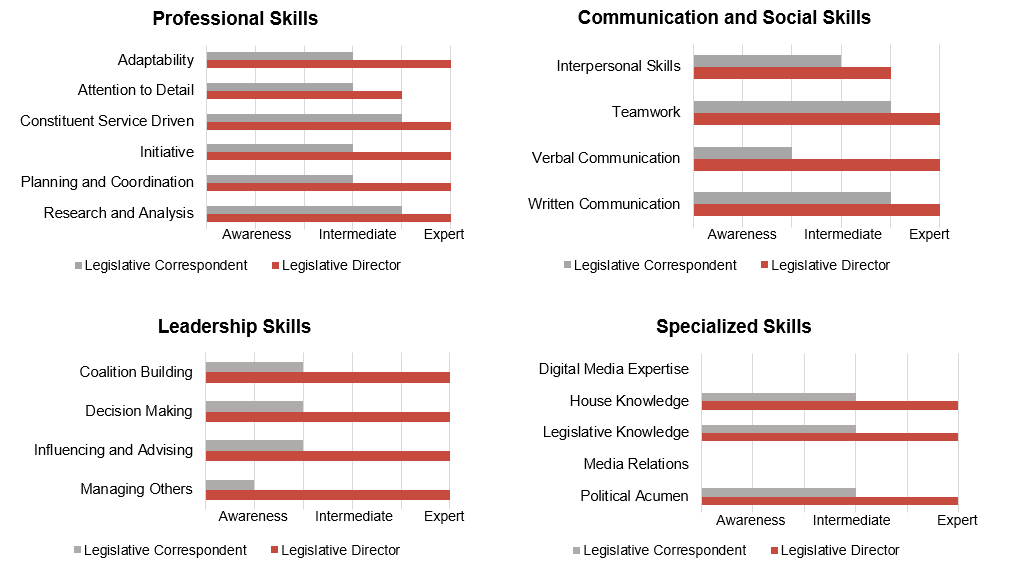 Professional Skills
Adaptability
Attention to Detail
Constituent Service Driven
Initiative
Planning and Coordination
Research and Analysis
Awareness Intermediate Expert
Legislative Correspondent Legislative Director
Communication and Social Skills
Interpersonal Skills
Teamwork
Verbal Communication
Written Communication
Awareness Intermediate Expert
Legislative Correspondent Legislative Director
Leadership Skills
Coalition Building
Decision Making
Influencing and Advising
Managing Others
Awareness Intermediate Expert
Legislative Correspondent Legislative Director
Specialized Skills
Digital Media Expertise
House Knowledge
Legislative Knowledge
Media Relations
Political Acumen
Awareness Intermediate Expert
Legislative Correspondent Legislative Director